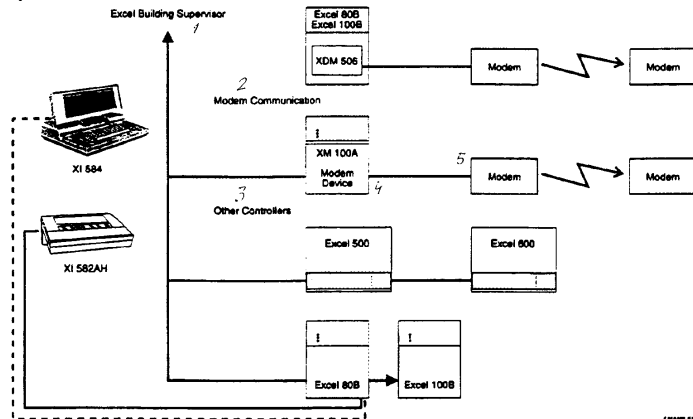 Excel Building Supervisor
1
Excel 80B
Excel 100B
XDM 506
Modem
Modem
2
Modem Communication
XI 584
XM 100A
Modem
Device
4
5
Modem
Modem
3
Other Controllers
XI 582AH
Excel 500
Excel 600
Excel 80B
Excel 100B